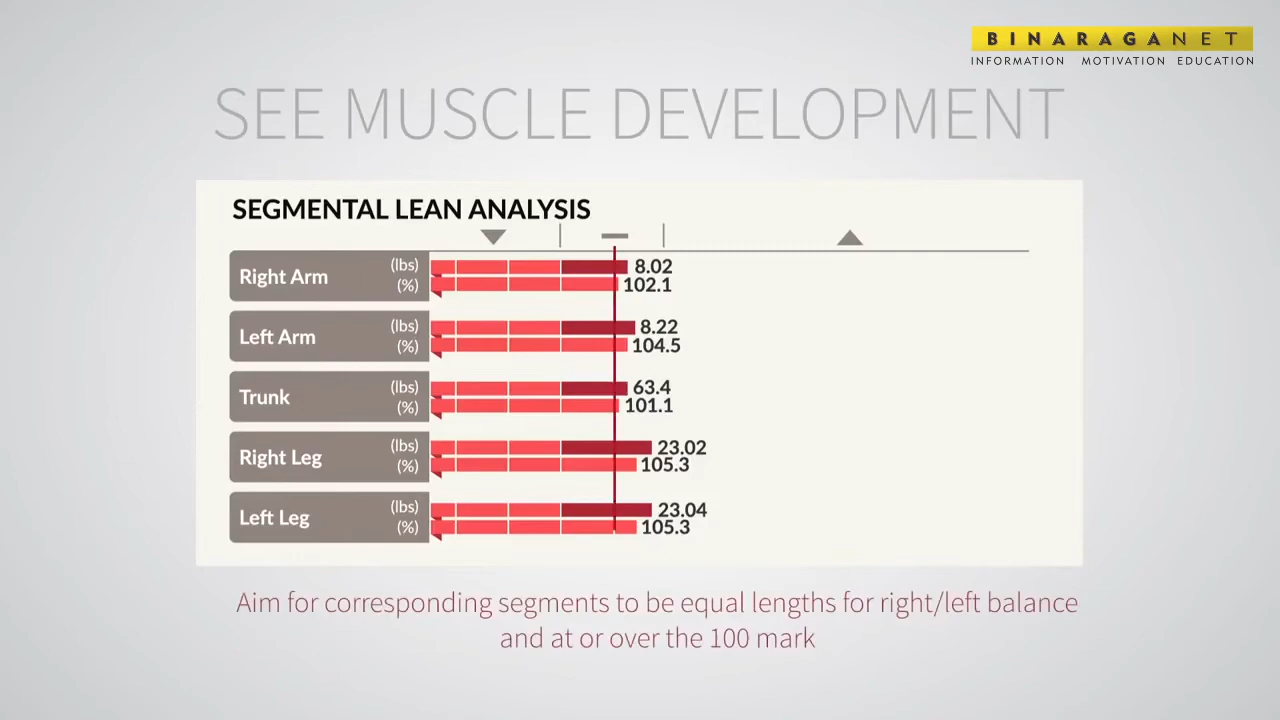 BINARAGANET
INFORMATION MOTIVATION EDUCATION
SEE MUSCLE DEVELOPMENT
SEGMENTAL LEAN ANALYSIS
Right Arm (lbs) 8.02
(%) 102.1
Left Arm (lbs) 8.22
(%) 104.5
Trunk (lbs) 63.4
(%) 101.1
Right Leg (lbs) 23.02
(%) 105.3
Left Leg (lbs) 23.04
(%) 105.3
Aim for corresponding segments to be equal lengths for right/left balance
and at or over the 100 mark